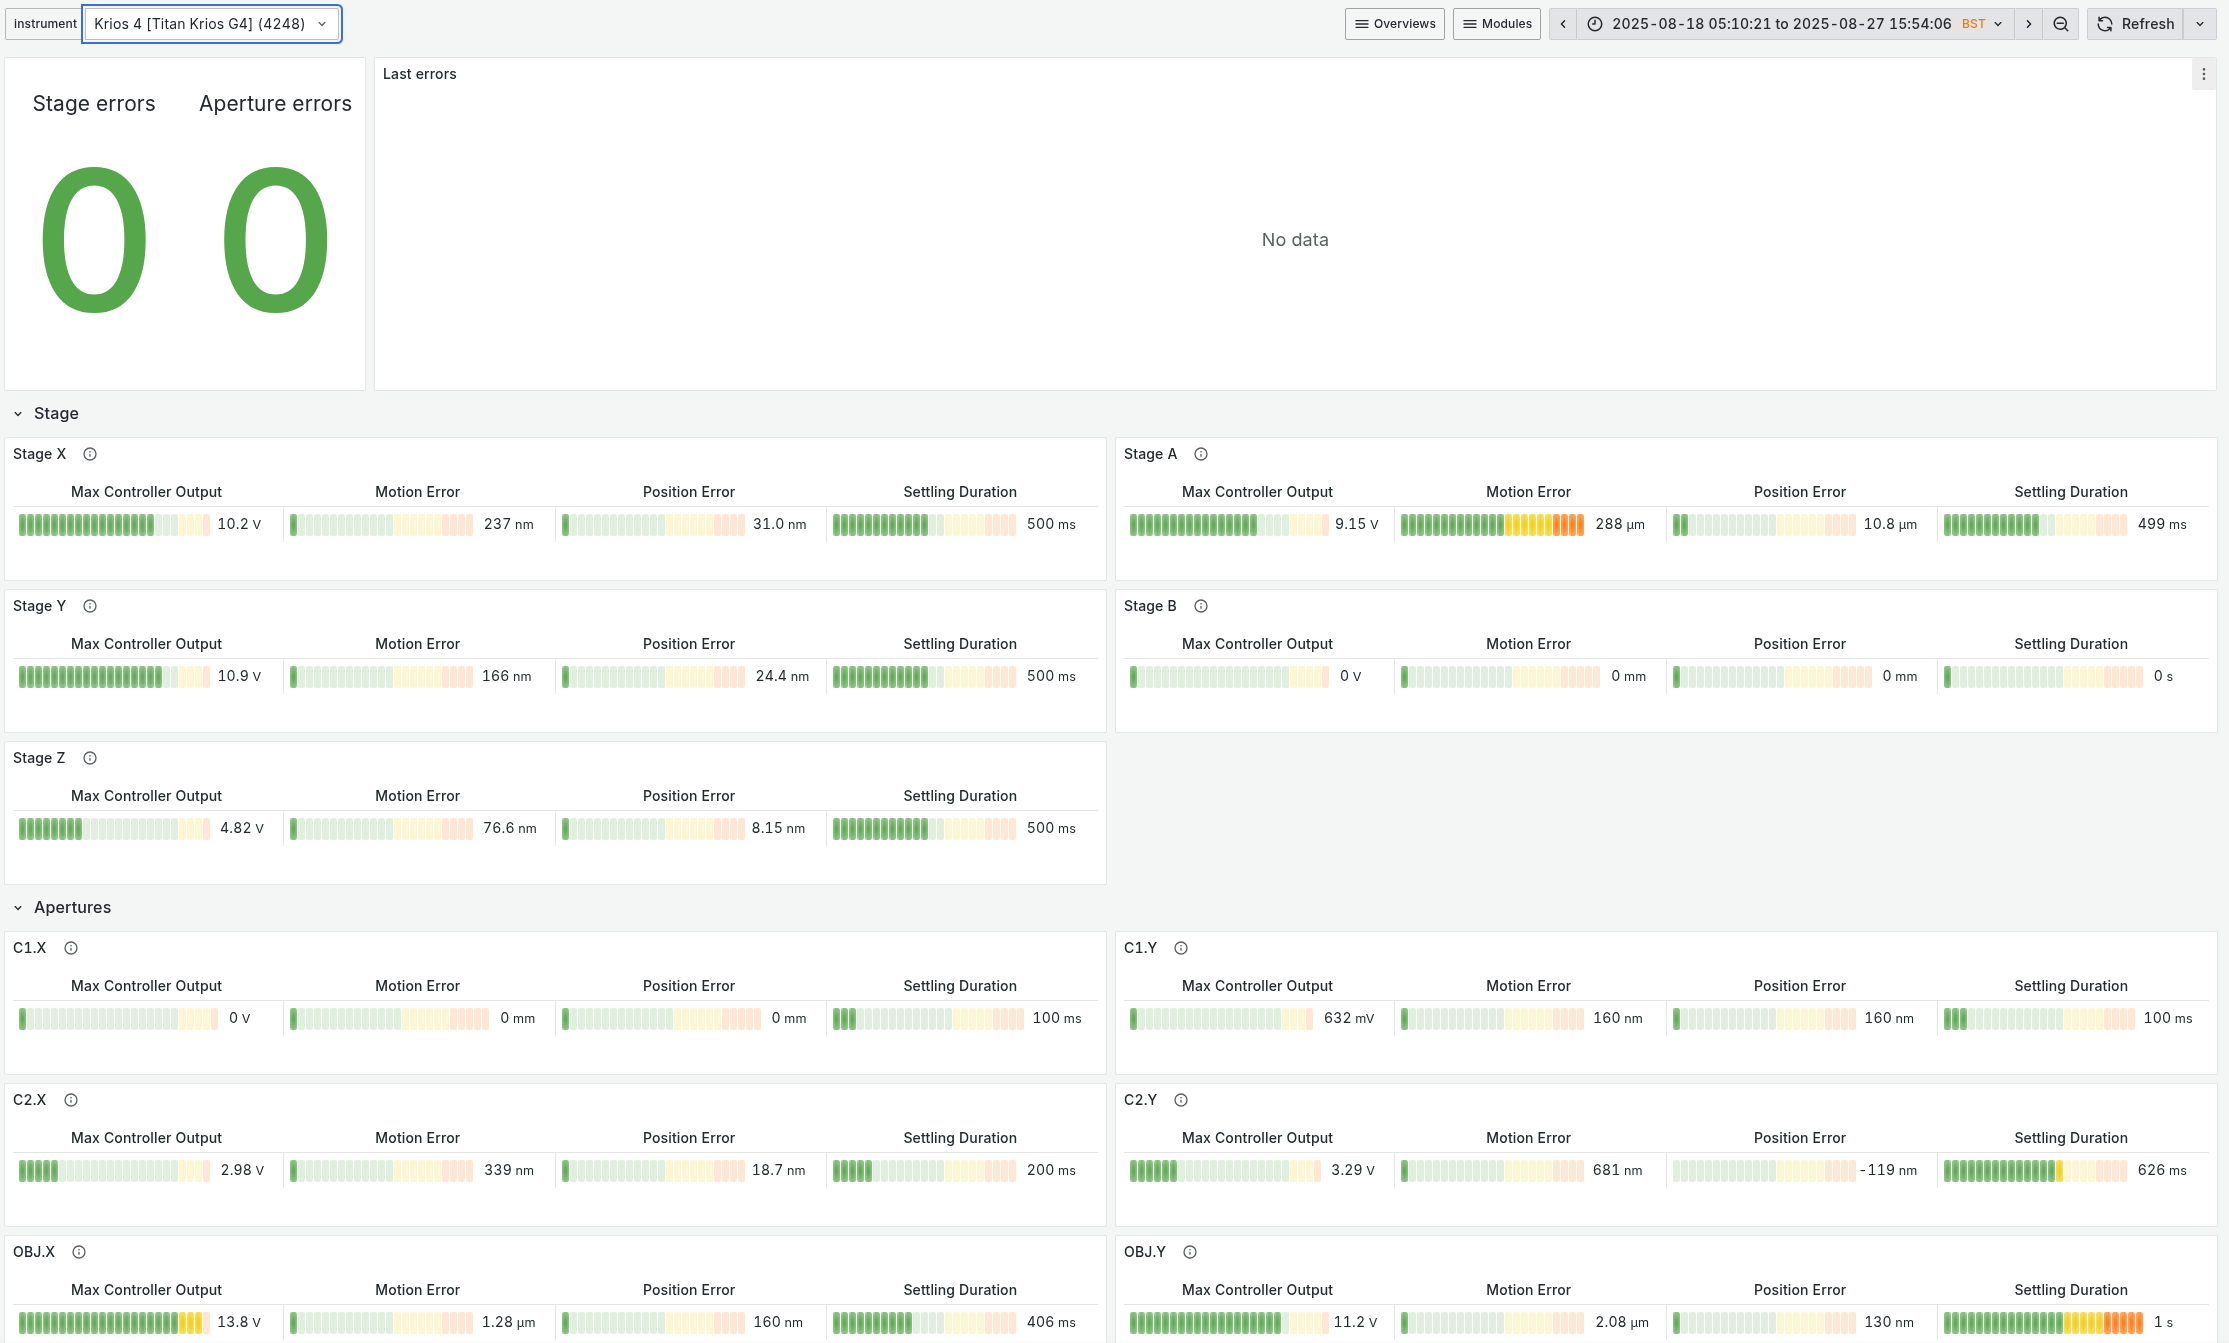 instrument Krios 4 [Titan Krios G4] (4248) Overviews Modules 2025-08-18 05:10:21 to 2025-08-27 15:54:06 BST Refresh
Stage errors Aperture errors
0 0
Last errors
No data
Stage
Stage X
Max Controller Output Motion Error Position Error Settling Duration
10.2 V 237 nm 31.0 nm 500 ms
Stage A
Max Controller Output Motion Error Position Error Settling Duration
9.15 V 288 µm 10.8 µm 499 ms
Stage Y
Max Controller Output Motion Error Position Error Settling Duration
10.9 V 166 nm 24.4 nm 500 ms
Stage B
Max Controller Output Motion Error Position Error Settling Duration
0 V 0 mm 0 mm 0 s
Stage Z
Max Controller Output Motion Error Position Error Settling Duration
4.82 V 76.6 nm 8.15 nm 500 ms
Apertures
C1.X
Max Controller Output Motion Error Position Error Settling Duration
0 V 0 mm 0 mm 100 ms
C1.Y
Max Controller Output Motion Error Position Error Settling Duration
632 mV 160 nm 160 nm 100 ms
C2.X
Max Controller Output Motion Error Position Error Settling Duration
2.98 V 339 nm 18.7 nm 200 ms
C2.Y
Max Controller Output Motion Error Position Error Settling Duration
3.29 V 681 nm -119 nm 626 ms
OBJ.X
Max Controller Output Motion Error Position Error Settling Duration
13.8 V 1.28 µm 160 nm 406 ms
OBJ.Y
Max Controller Output Motion Error Position Error Settling Duration
11.2 V 2.08 µm 130 nm 1 s